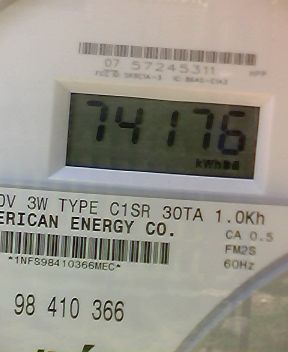 07 57245311
74176
kWh
0V 3W TYPE C1SR 30TA 1.0Kh
ERICAN ENERGY CO.
CA 0.5
FM2S
*1NFS98410366MEC*
60Hz
98 410 366